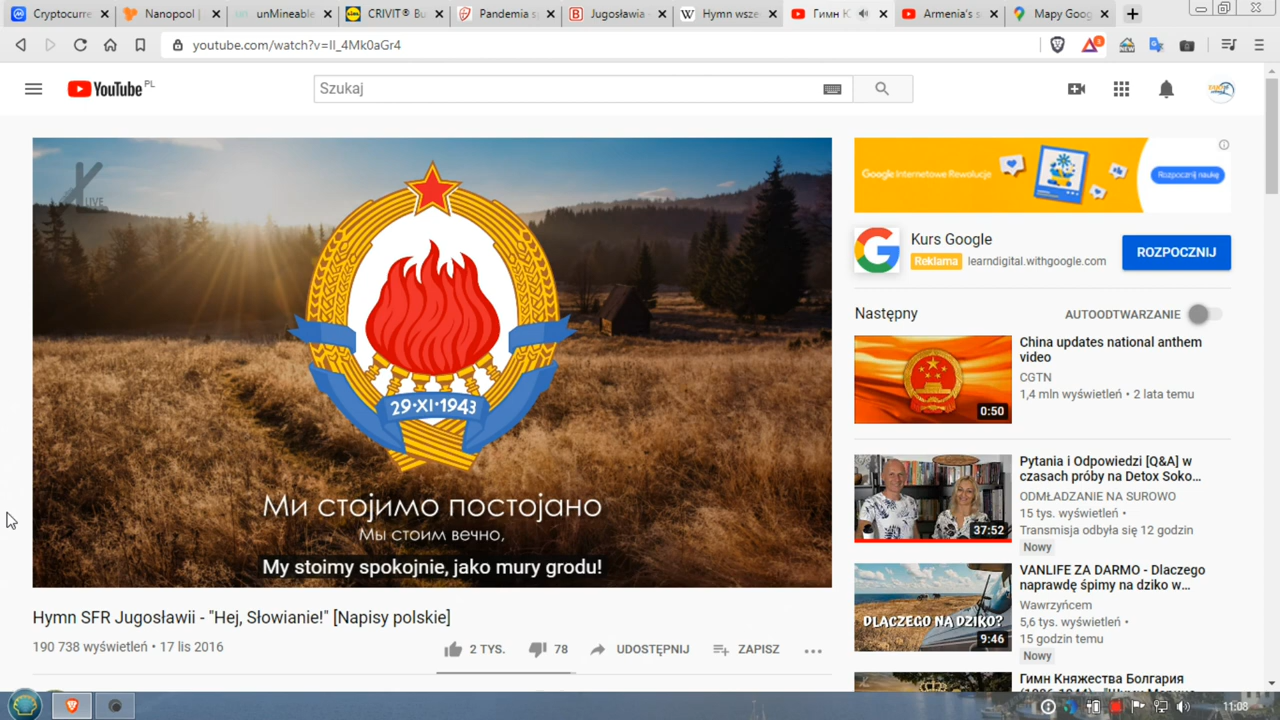 Cryptocurre
Nanopool |
unMineable
CRIVIT® Bu
Pandemia s
Jugosławia -
Hymn wsze
Гимн К
Armenia's s
Mapy Goog
youtube.com/watch?v=II_4Mk0aGr4
YouTube PL
Szukaj
LIVE
29·XI·1943
Ми стојимо постојано
Мы стоим вечно,
My stoimy spokojnie, jako mury grodu!
Hymn SFR Jugosławii - "Hej, Słowianie!" [Napisy polskie]
190 738 wyświetleń • 17 lis 2016
2 TYS.
78
UDOSTĘPNIJ
ZAPISZ
Google Internetowe Rewolucje
Rozpocznij naukę
Kurs Google
Reklama learndigital.withgoogle.com
ROZPOCZNIJ
Następny
AUTOODTWARZANIE
0:50
China updates national anthem
video
CGTN
1,4 mln wyświetleń • 2 lata temu
37:52
Pytania i Odpowiedzi [Q&A] w
czasach próby na Detox Soko...
ODMŁADZANIE NA SUROWO
15 tys. wyświetleń •
Transmisja odbyła się 12 godzin
Nowy
DLACZEGO NA DZIKO?
9:46
VANLIFE ZA DARMO - Dlaczego
naprawdę śpimy na dziko w...
Wawrzyńcem
5,6 tys. wyświetleń •
15 godzin temu
Nowy
Гимн Княжества Болгария
11:08